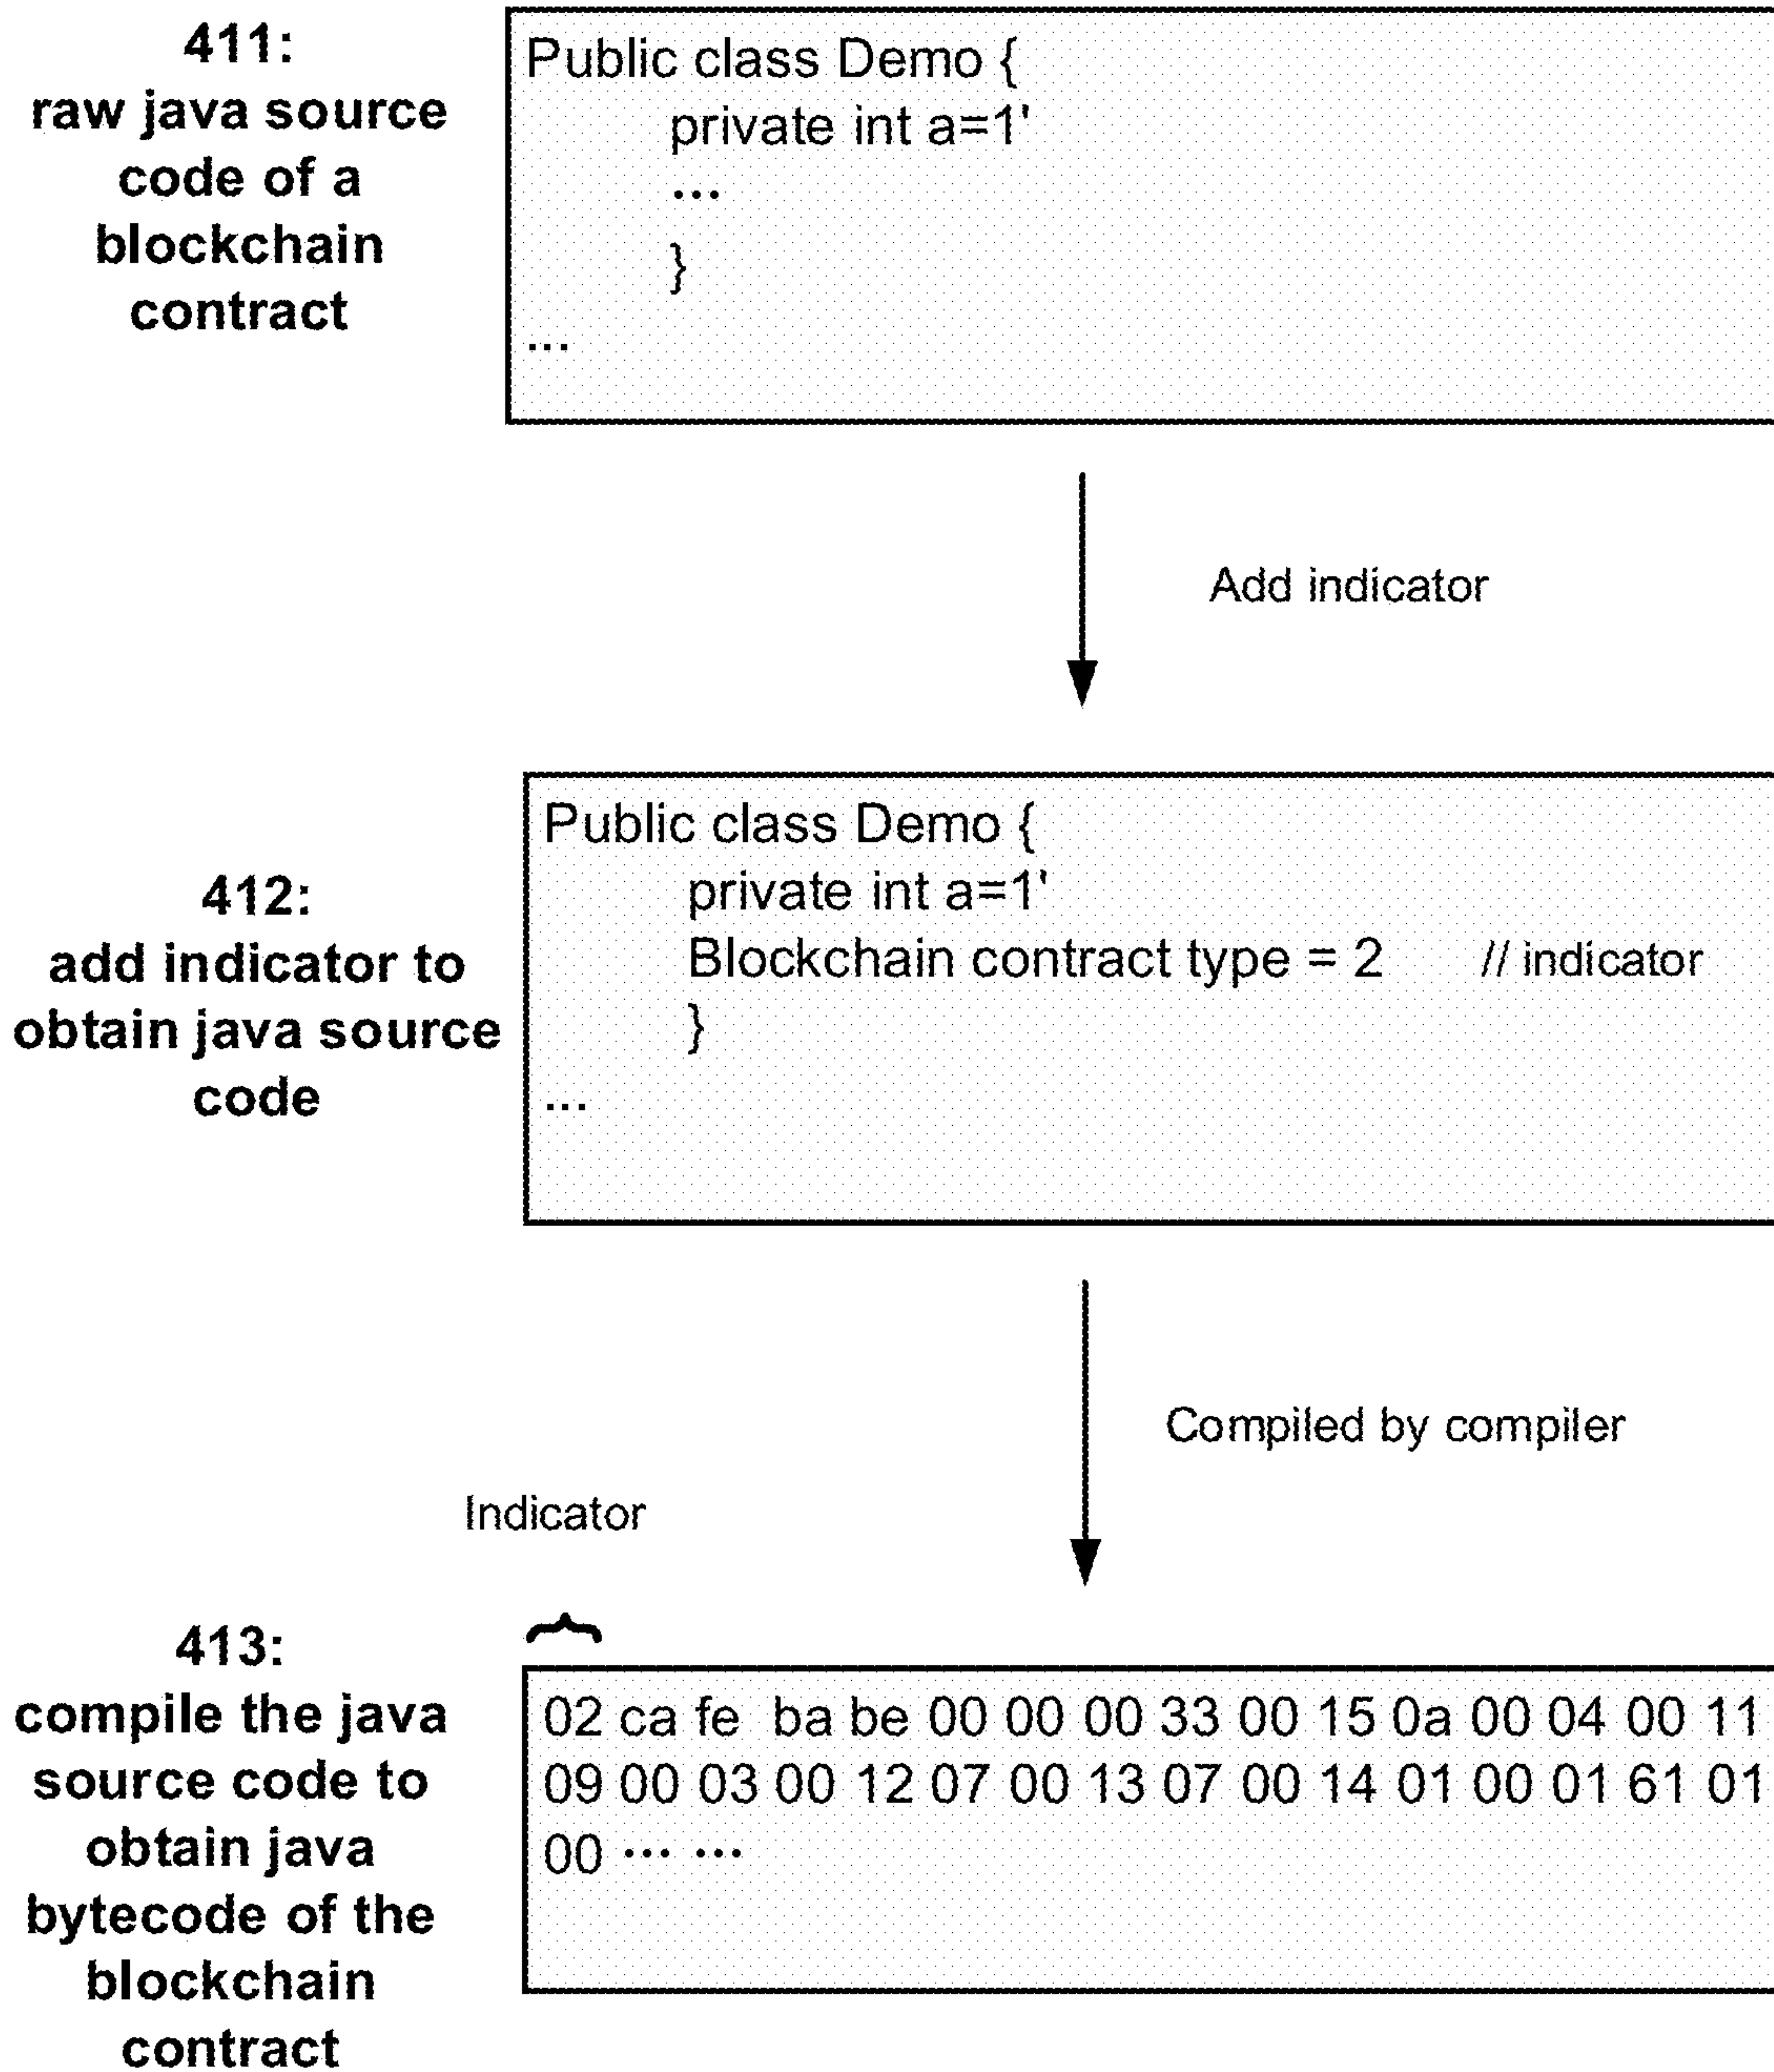 411:
raw java source
code of a
blockchain
contract
Public class Demo {
private int a=1'
...
}
...
Add indicator
412:
add indicator to
obtain java source
code
Public class Demo {
private int a=1'
Blockchain contract type = 2 // indicator
}
...
Compiled by compiler
Indicator
413:
compile the java
source code to
obtain java
bytecode of the
blockchain
contract
02 ca fe ba be 00 00 00 33 00 15 0a 00 04 00 11
09 00 03 00 12 07 00 13 07 00 14 01 00 01 61 01
00 ... ...